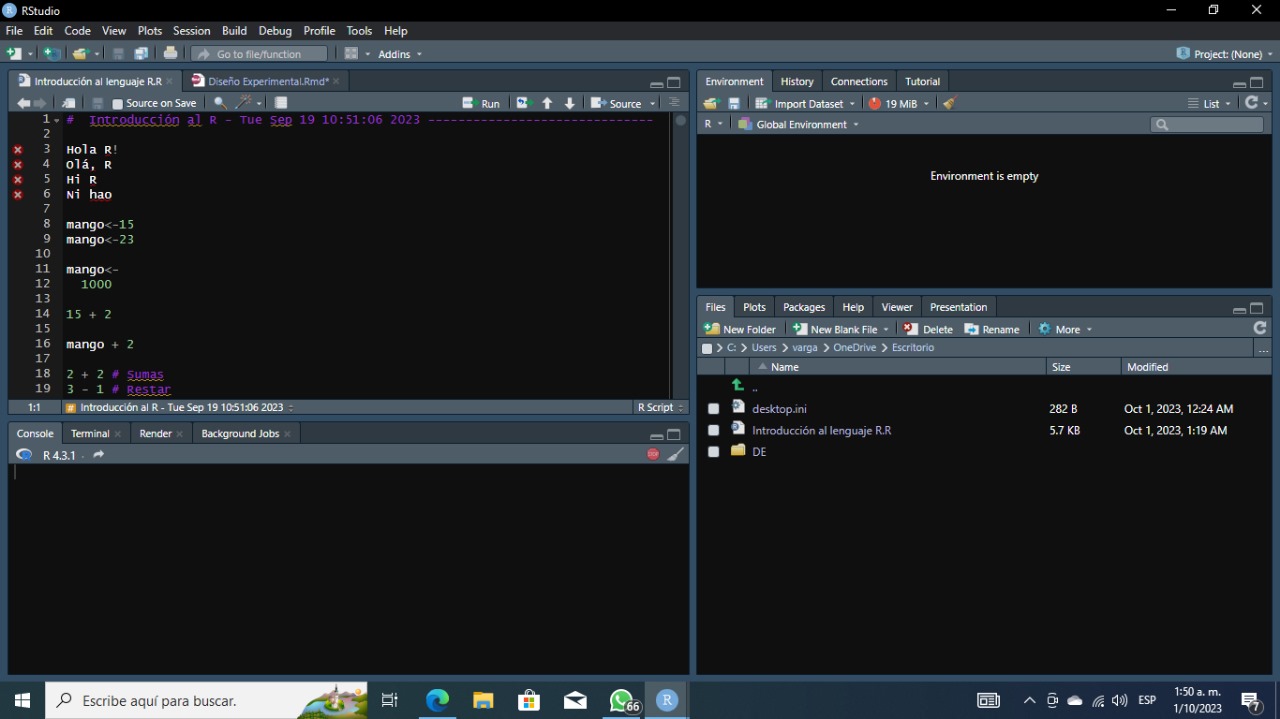 RStudio
File Edit Code View Plots Session Build Debug Profile Tools Help
Go to file/function Addins Project: (None)
Introducción al lenguaje R.R Diseño Experimental.Rmd*
Source on Save Run Source
1 # Introducción al R - Tue Sep 19 10:51:06 2023 ------------------------------
2
3 Hola R!
4 Olá, R
5 Hi R
6 Ni hao
7
8 mango<-15
9 mango<-23
10
11 mango<-
12 1000
13
14 15 + 2
15
16 mango + 2
17
18 2 + 2 # Sumas
19 3 - 1 # Restar
1:1 # Introducción al R - Tue Sep 19 10:51:06 2023 R Script
Console Terminal Render Background Jobs
R 4.3.1 ·
Environment History Connections Tutorial
Import Dataset 19 MiB List
R Global Environment
Environment is empty
Files Plots Packages Help Viewer Presentation
New Folder New Blank File Delete Rename More
C: Users varga OneDrive Escritorio ...
Name Size Modified
..
desktop.ini 282 B Oct 1, 2023, 12:24 AM
Introducción al lenguaje R.R 5.7 KB Oct 1, 2023, 1:19 AM
DE
Escribe aquí para buscar. 66 R ESP 1:50 a. m.
1/10/2023 7